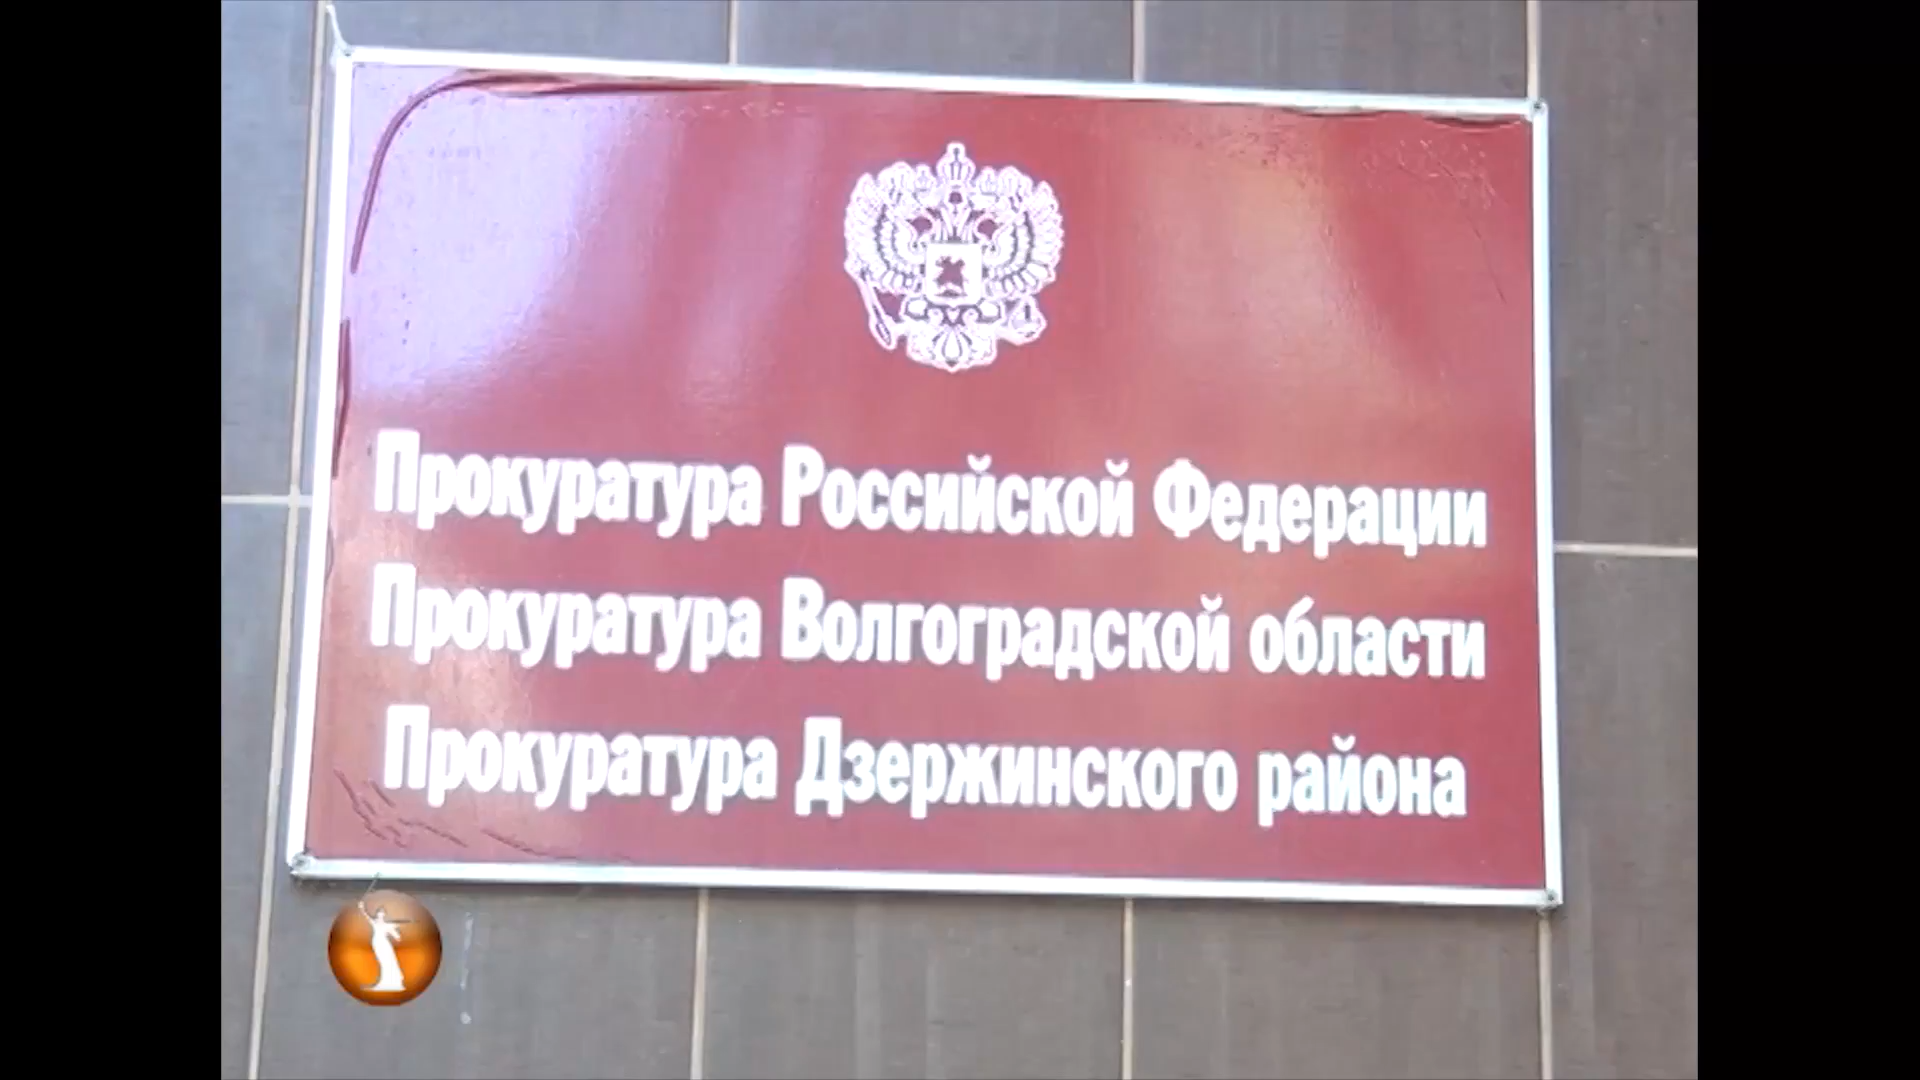 Прокуратура Российской Федерации
Прокуратура Волгоградской области
Прокуратура Дзержинского района